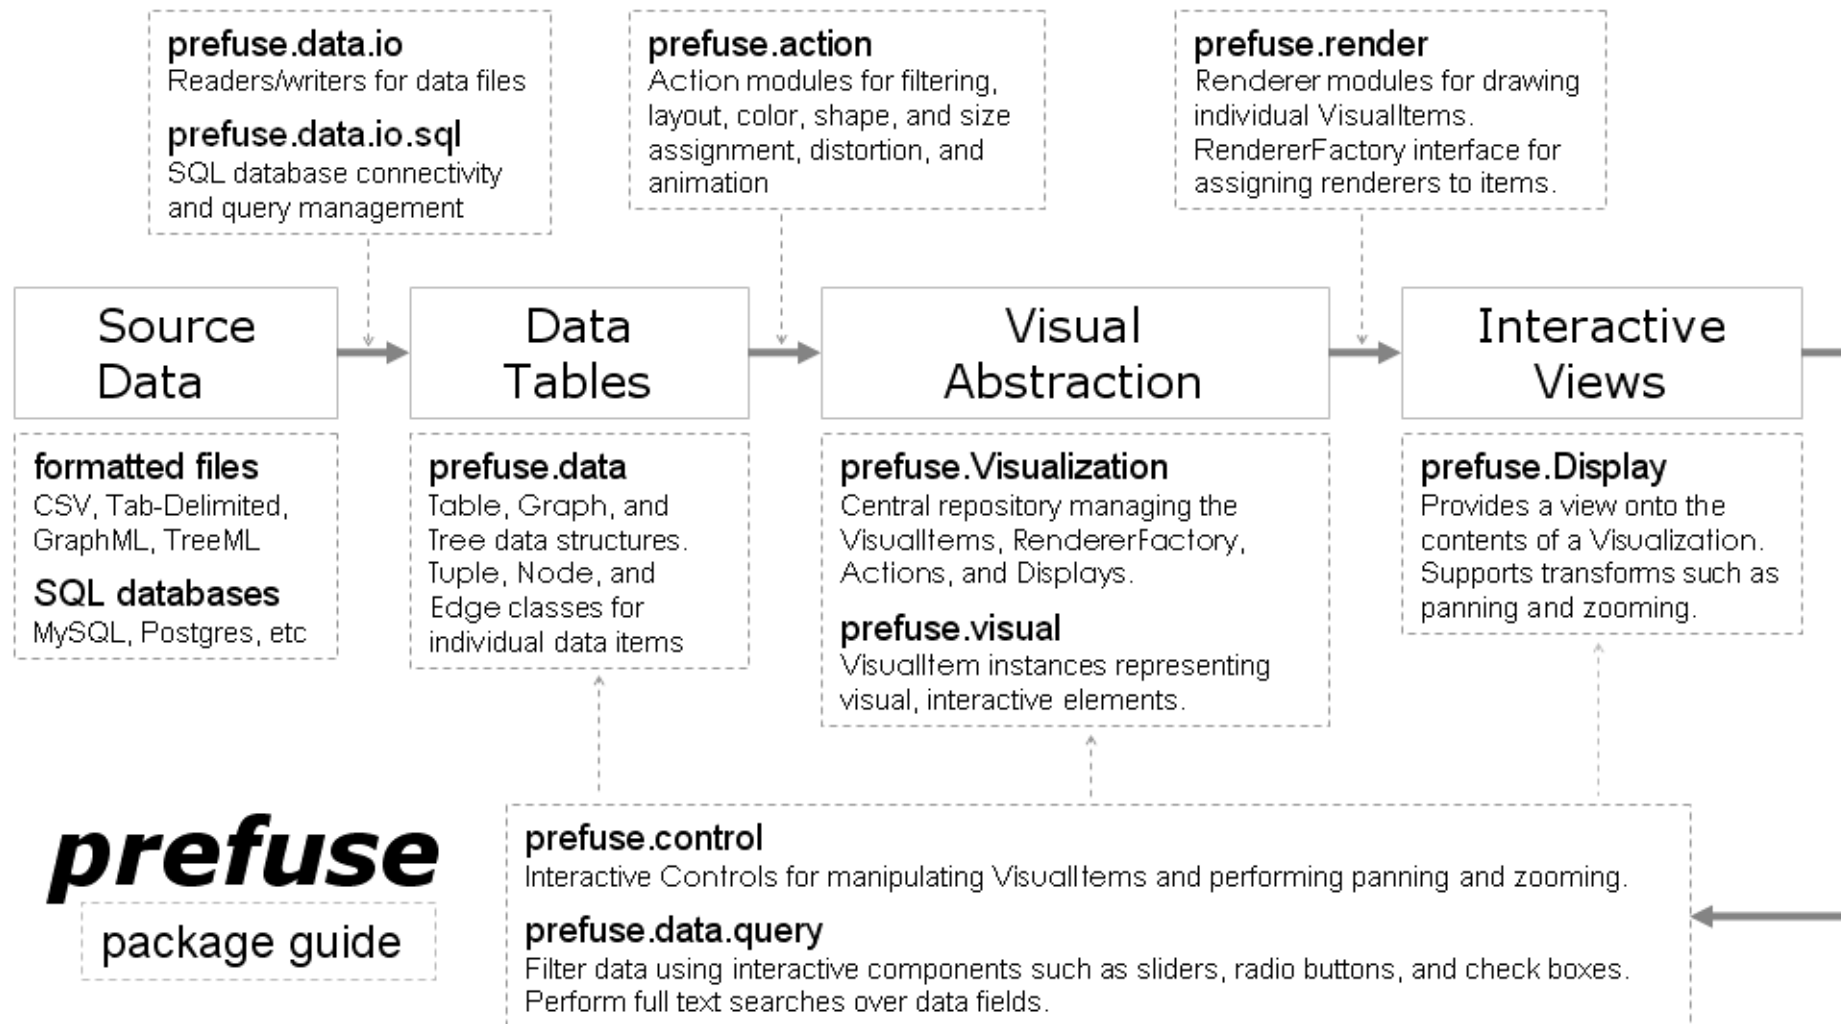 prefuse.data.io
Readers/writers for data files
prefuse.data.io.sql
SQL database connectivity
and query management
prefuse.action
Action modules for filtering,
layout, color, shape, and size
assignment, distortion, and
animation
prefuse.render
Renderer modules for drawing
individual VisualItems.
RendererFactory interface for
assigning renderers to items.
Source
Data
Data
Tables
Visual
Abstraction
Interactive
Views
formatted files
CSV, Tab-Delimited,
GraphML, TreeML
SQL databases
MySQL, Postgres, etc
prefuse.data
Table, Graph, and
Tree data structures.
Tuple, Node, and
Edge classes for
individual data items
prefuse.Visualization
Central repository managing the
VisualItems, RendererFactory,
Actions, and Displays.
prefuse.visual
VisualItem instances representing
visual, interactive elements.
prefuse.Display
Provides a view onto the
contents of a Visualization.
Supports transforms such as
panning and zooming.
prefuse
package guide
prefuse.control
Interactive Controls for manipulating VisualItems and performing panning and zooming.
prefuse.data.query
Filter data using interactive components such as sliders, radio buttons, and check boxes.
Perform full text searches over data fields.